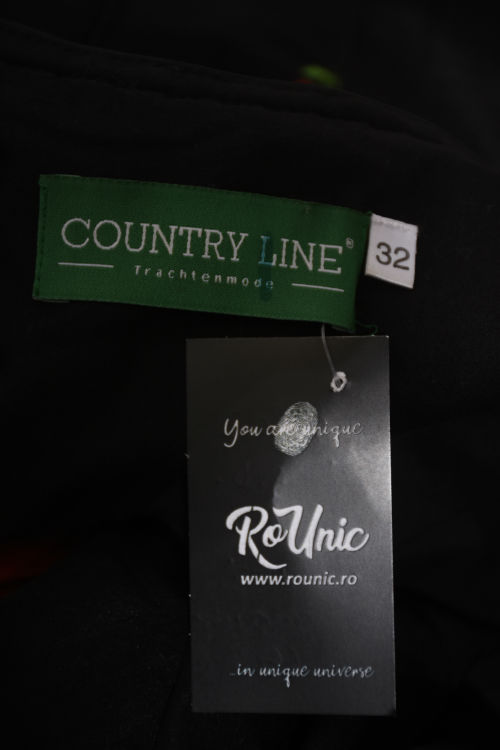 COUNTRY LINE®
Trachtenmode
32
You are unique
RoUnic
www.rounic.ro
...in unique universe